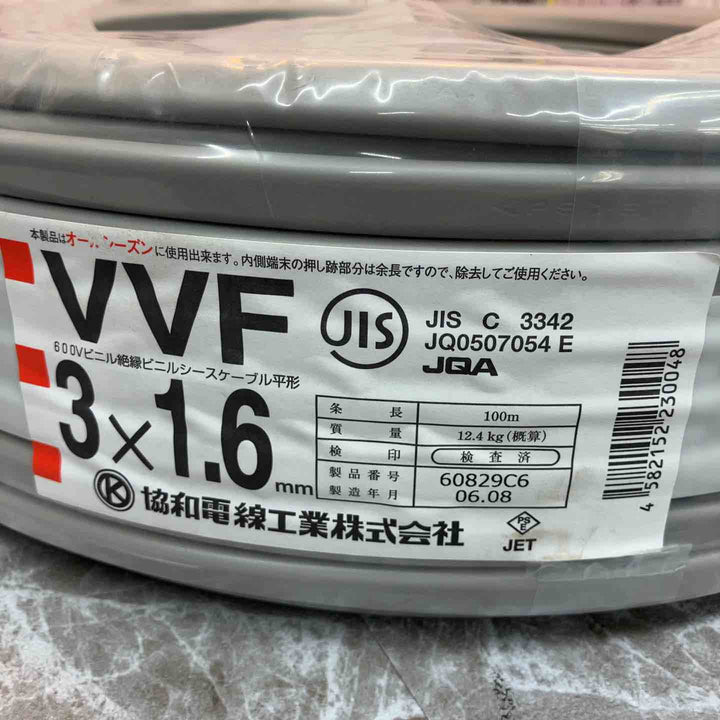 本製品はオールシーズンに使用出来ます。内側端末の押し跡部分は余長ですので、除去してご使用ください。
VVF
JIS
JIS C 3342
JQ0507054 E
JQA
600Vビニル絶縁ビニルシースケーブル平形
3×1.6mm
条長 100m
質量 12.4kg(概算)
検印 検査済
製品番号 60829C6
製造年月 06.08
K 協和電線工業株式会社
PSE
JET
4582152230048